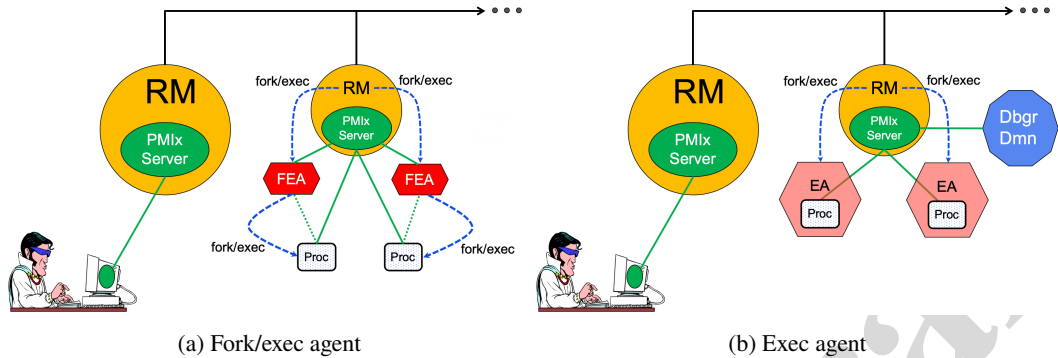 RM
PMIx
Server
fork/exec
fork/exec
RM
PMIx
Server
FEA
FEA
fork/exec
Proc
Proc
fork/exec
(a) Fork/exec agent
RM
PMIx
Server
fork/exec
fork/exec
RM
PMIx
Server
Dbgr
Dmn
EA
Proc
EA
Proc
(b) Exec agent